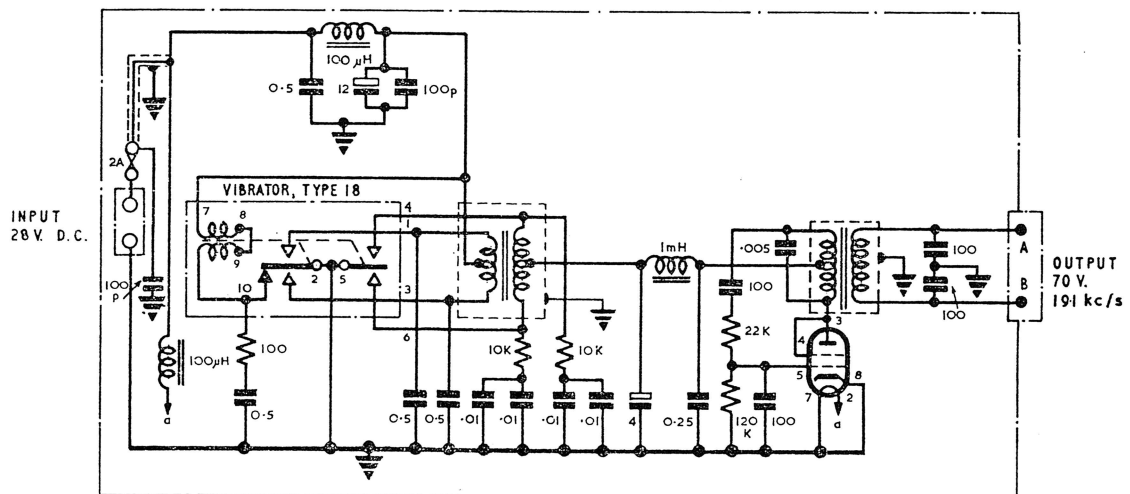 100 μH
0·5
12
100p
2A
VIBRATOR, TYPE 18
INPUT
28V. D.C.
7
8
9
10
2
5
4
1
3
6
100
P
100μH
a
100
0·5
10K
10K
0·5
0·5
·01
·01
·01
·01
4
1mH
0·25
·005
100
22K
120
K
100
3
4
5
8
7
2
a
100
100
A
B
OUTPUT
70 V.
19·1 kc/s